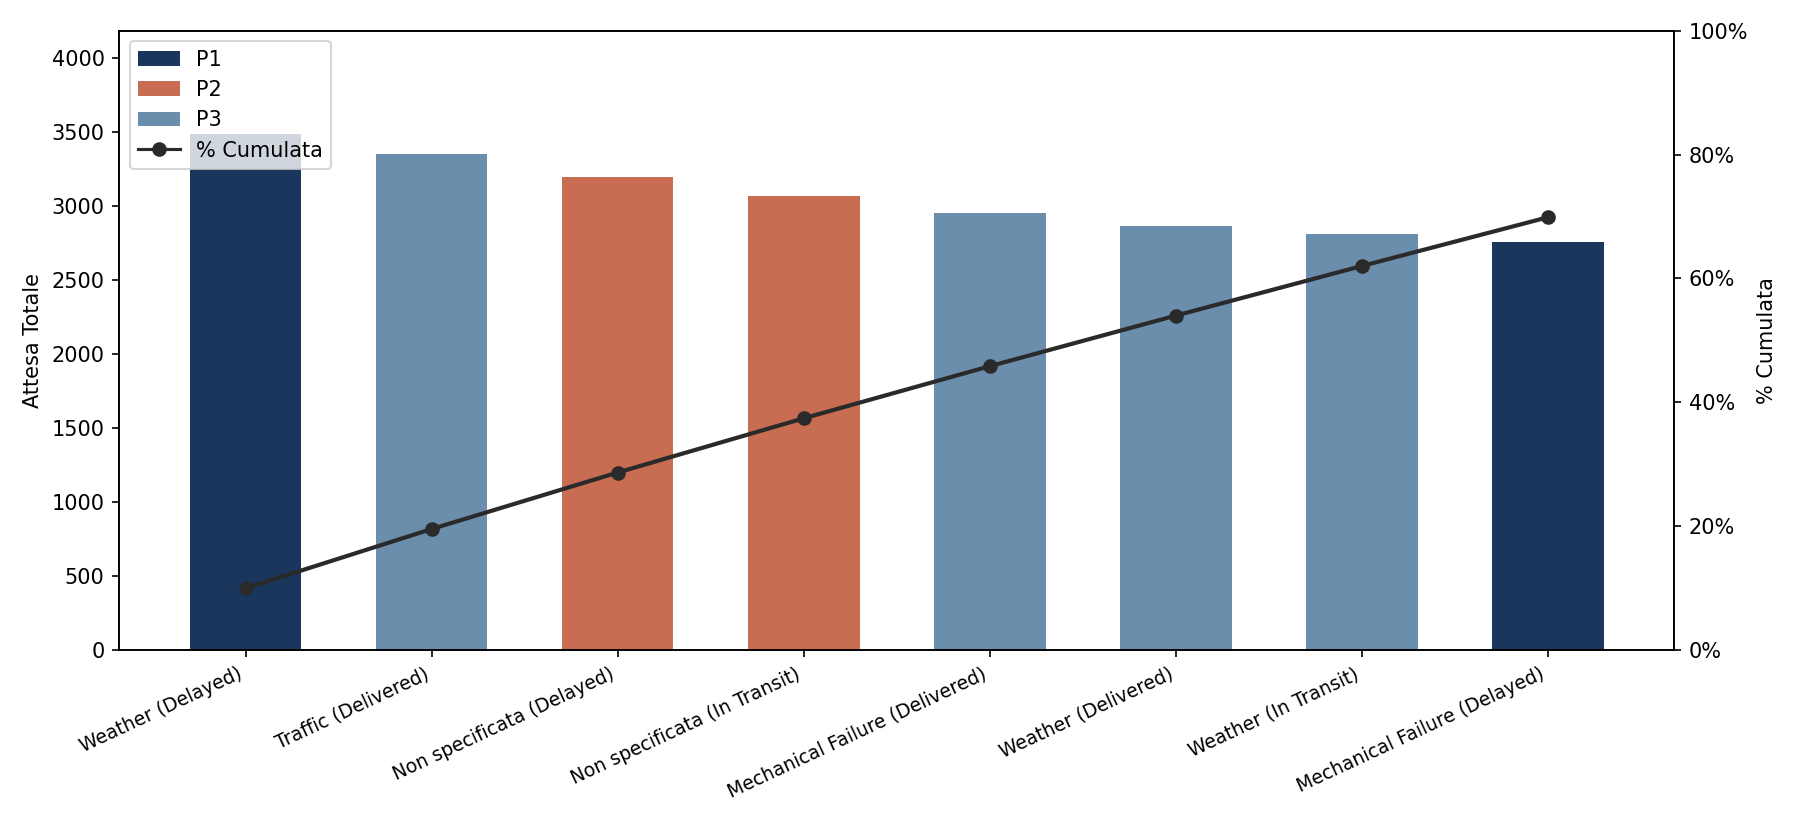 P1
P2
P3
% Cumulata
Attesa Totale
4000
3500
3000
2500
2000
1500
1000
500
0
100%
80%
60%
40%
20%
0%
% Cumulata
Weather (Delayed)
Traffic (Delivered)
Non specificata (Delayed)
Non specificata (In Transit)
Mechanical Failure (Delivered)
Weather (Delivered)
Weather (In Transit)
Mechanical Failure (Delayed)